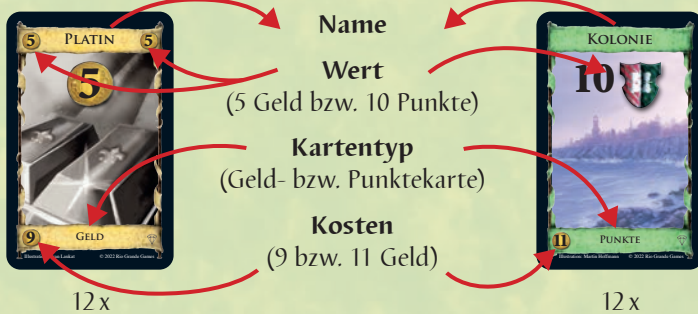 5 PLATIN 5
5
GELD
9
© 2022 Rio Grande Games
12 x
Name
Wert
(5 Geld bzw. 10 Punkte)
Kartentyp
(Geld- bzw. Punktekarte)
Kosten
(9 bzw. 11 Geld)
KOLONIE
10
PUNKTE
11
Illustration: Martin Hoffmann © 2022 Rio Grande Games
12 x